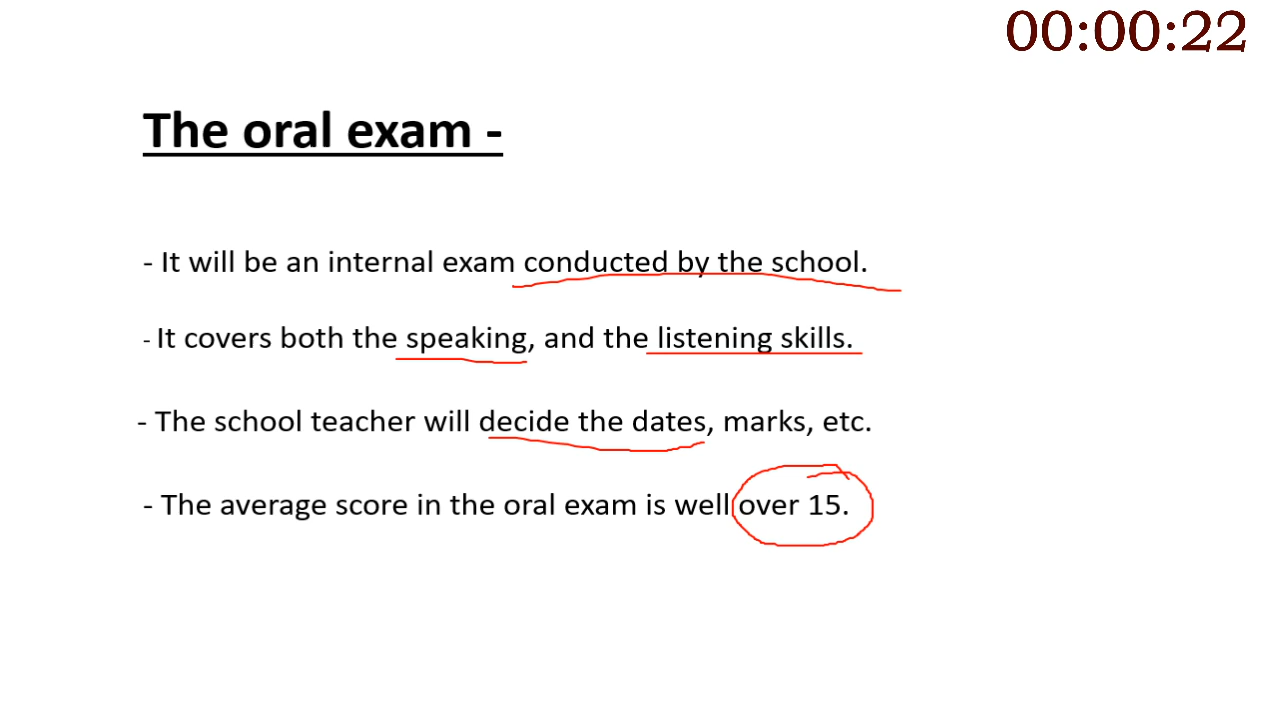 00:00:22
The oral exam -
- It will be an internal exam conducted by the school.
- It covers both the speaking, and the listening skills.
- The school teacher will decide the dates, marks, etc.
- The average score in the oral exam is well over 15.